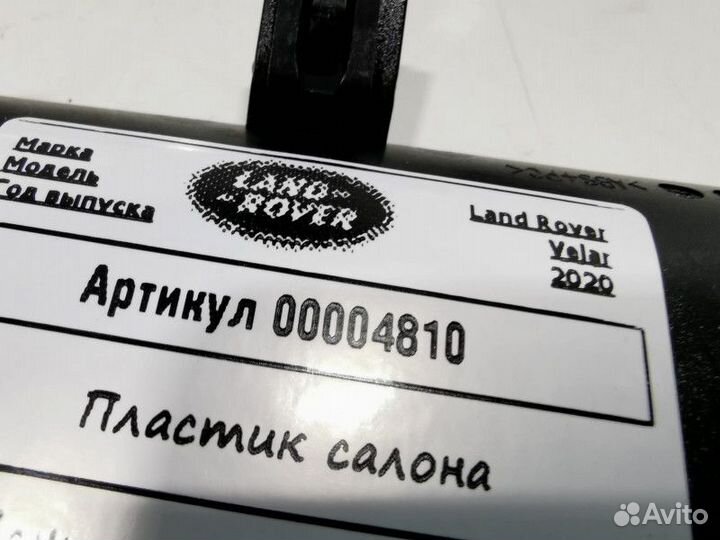 Марка
Модель
Год выпуска
LAND
ROVER
Land Rover
Velar
2020
Артикул 00004810
Пластик салона
Avito